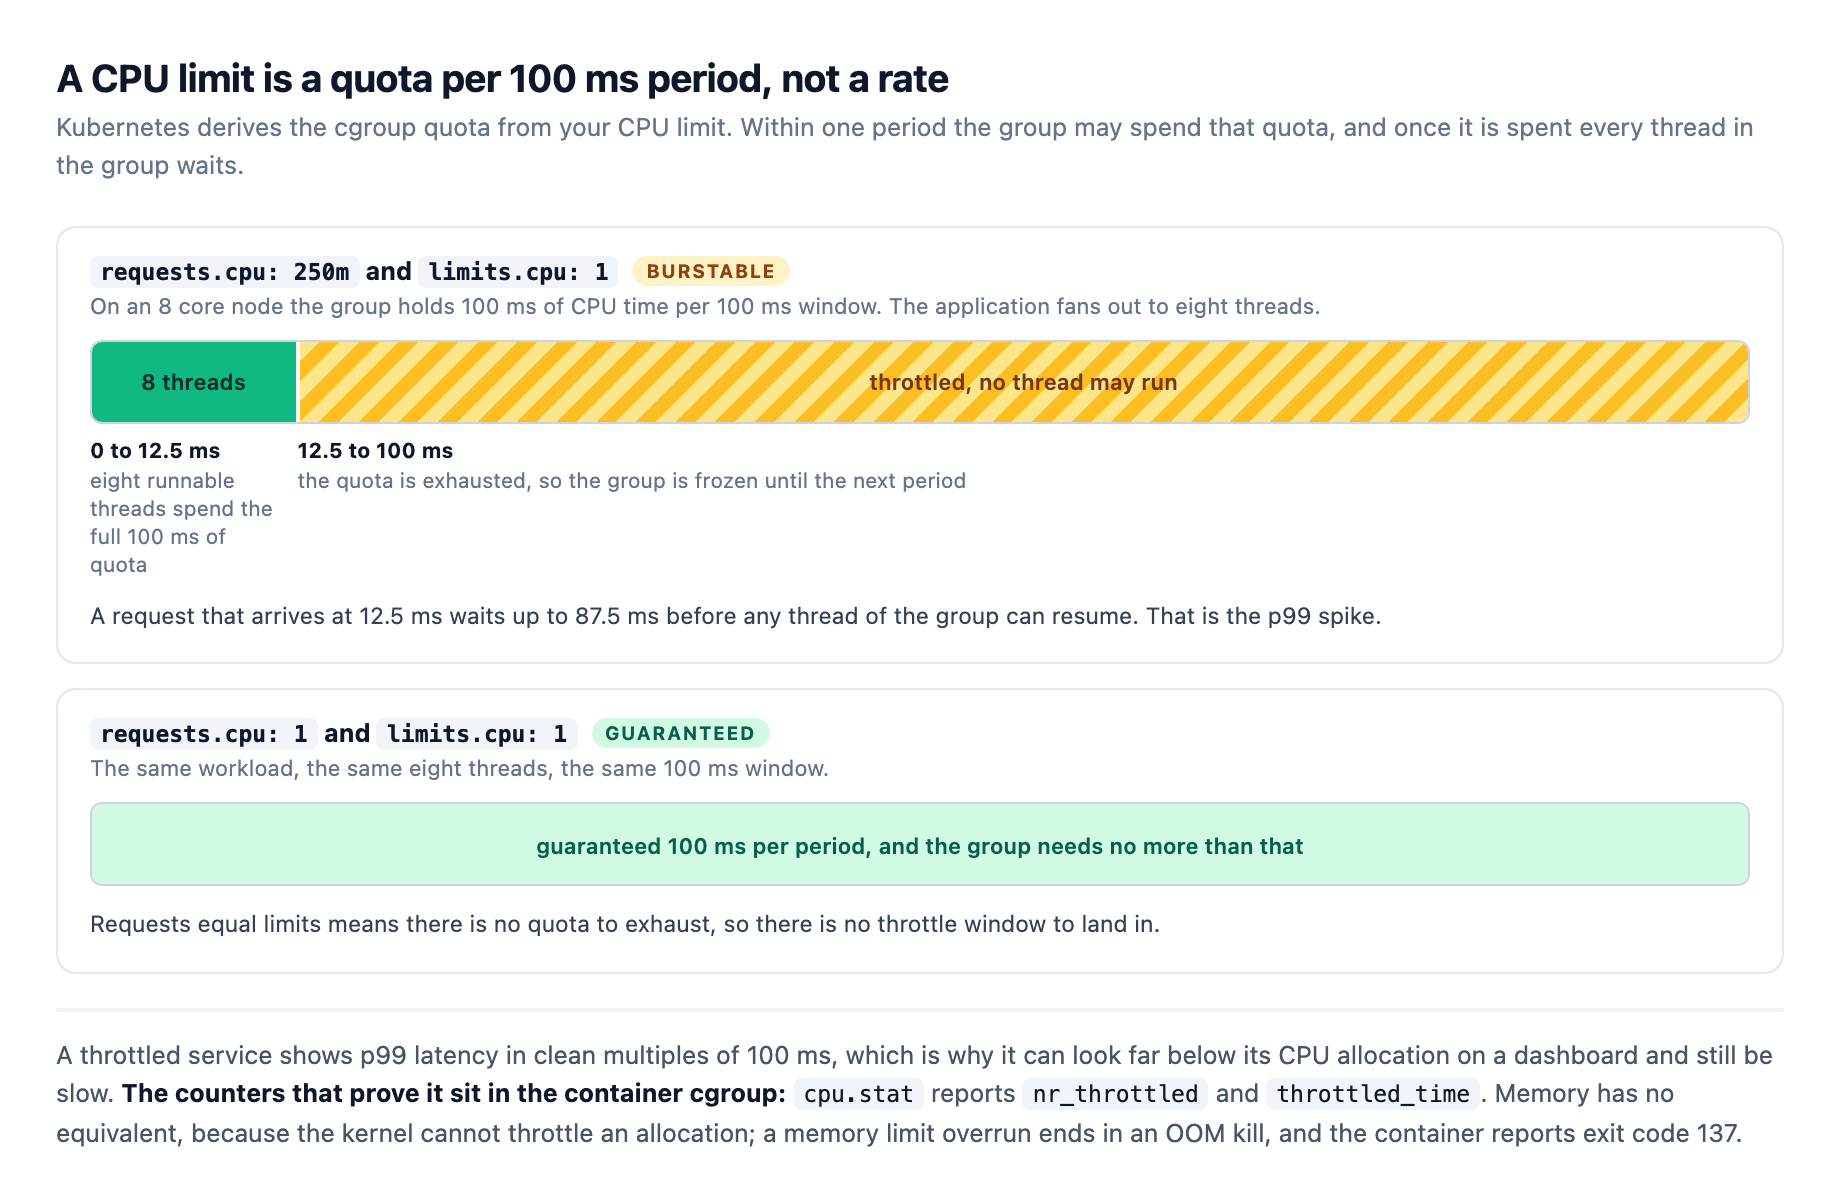 A CPU limit is a quota per 100 ms period, not a rate
Kubernetes derives the cgroup quota from your CPU limit. Within one period the group may spend that quota, and once it is spent every thread in
the group waits.
requests.cpu: 250m and limits.cpu: 1 BURSTABLE
On an 8 core node the group holds 100 ms of CPU time per 100 ms window. The application fans out to eight threads.
8 threads
throttled, no thread may run
0 to 12.5 ms
eight runnable
threads spend the
full 100 ms of
quota
12.5 to 100 ms
the quota is exhausted, so the group is frozen until the next period
A request that arrives at 12.5 ms waits up to 87.5 ms before any thread of the group can resume. That is the p99 spike.
requests.cpu: 1 and limits.cpu: 1 GUARANTEED
The same workload, the same eight threads, the same 100 ms window.
guaranteed 100 ms per period, and the group needs no more than that
Requests equal limits means there is no quota to exhaust, so there is no throttle window to land in.
A throttled service shows p99 latency in clean multiples of 100 ms, which is why it can look far below its CPU allocation on a dashboard and still be
slow. The counters that prove it sit in the container cgroup: cpu.stat reports nr_throttled and throttled_time. Memory has no
equivalent, because the kernel cannot throttle an allocation; a memory limit overrun ends in an OOM kill, and the container reports exit code 137.